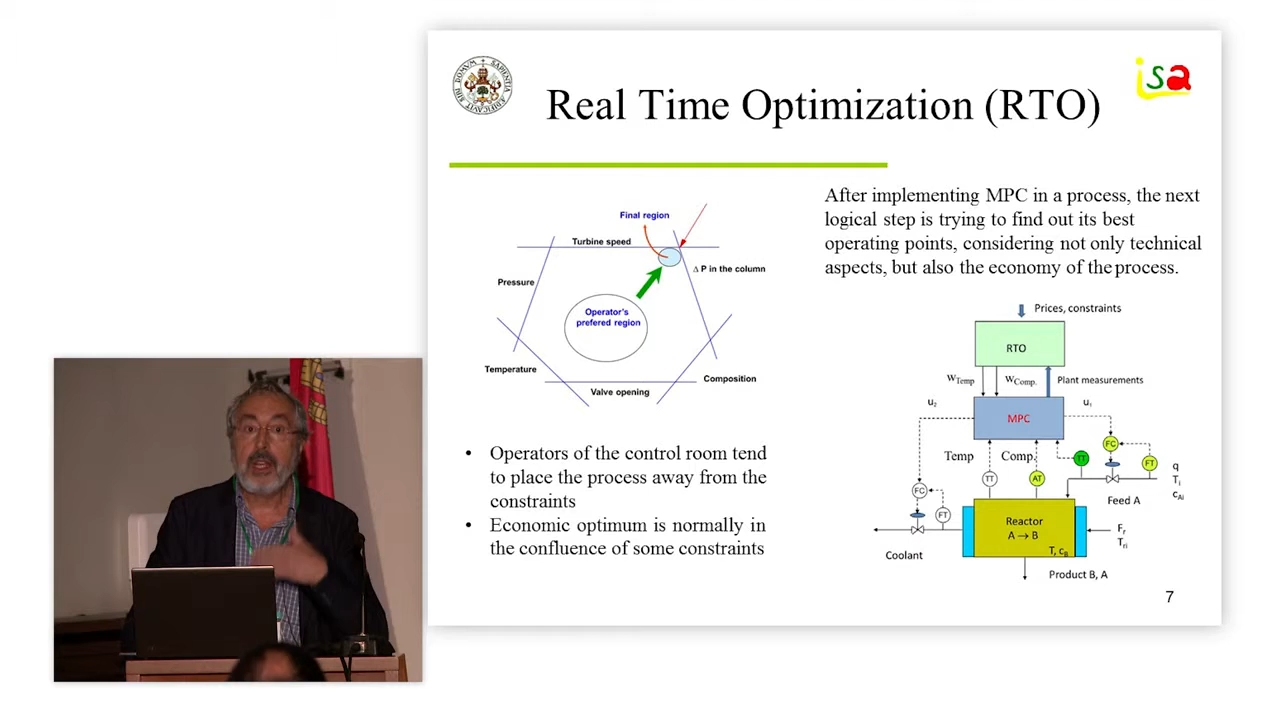 isa
Real Time Optimization (RTO)
Final region
Turbine speed
Δ P in the column
Pressure
Operator's
prefered region
Temperature
Composition
Valve opening
• Operators of the control room tend
to place the process away from the
constraints
• Economic optimum is normally in
the confluence of some constraints
After implementing MPC in a process, the next
logical step is trying to find out its best
operating points, considering not only technical
aspects, but also the economy of the process.
Prices, constraints
RTO
wTemp
wComp.
Plant measurements
u2
u1
MPC
FC
Temp
Comp.
TT
FT
q
Ti
cAi
TT
AT
Feed A
FC
FT
Reactor
A → B
T, cB
Fr
Tri
Coolant
Product B, A
7